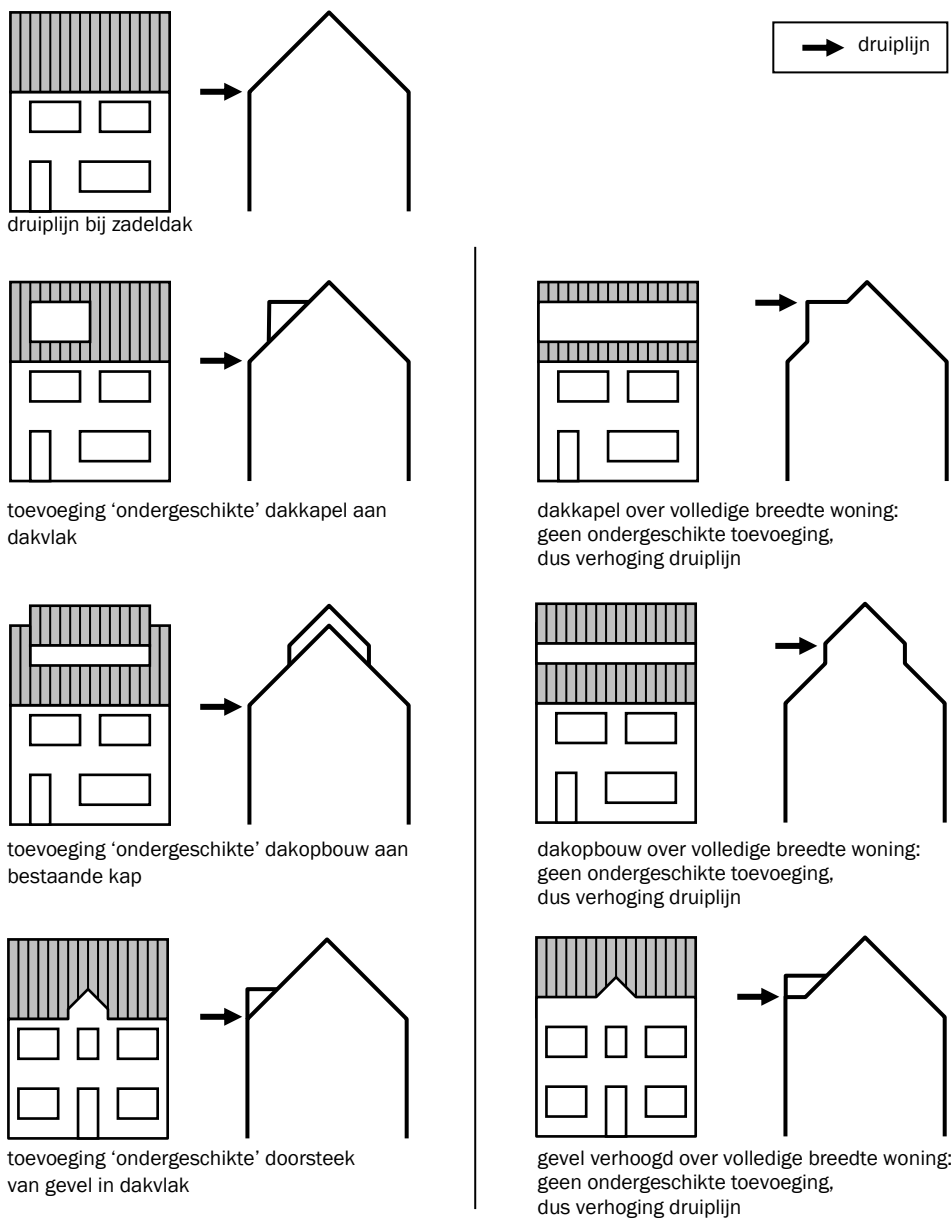 druiplijn
druiplijn bij zadeldak
toevoeging ‘ondergeschikte’ dakkapel aan
dakvlak
dakkapel over volledige breedte woning:
geen ondergeschikte toevoeging,
dus verhoging druiplijn
toevoeging ‘ondergeschikte’ dakopbouw aan
bestaande kap
dakopbouw over volledige breedte woning:
geen ondergeschikte toevoeging,
dus verhoging druiplijn
toevoeging ‘ondergeschikte’ doorsteek
van gevel in dakvlak
gevel verhoogd over volledige breedte woning:
geen ondergeschikte toevoeging,
dus verhoging druiplijn